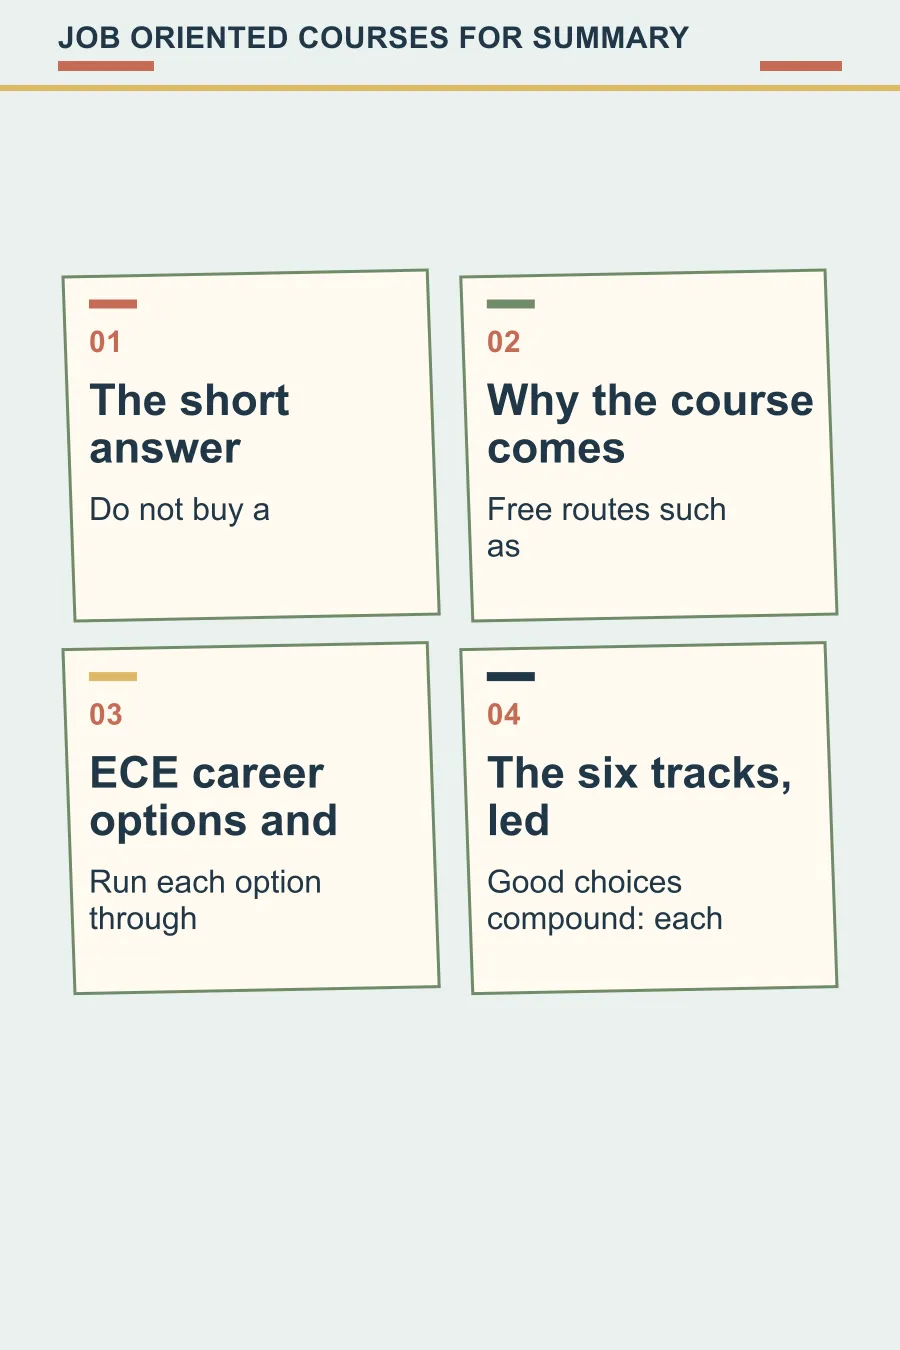 JOB ORIENTED COURSES FOR SUMMARY
01
The short
answer
Do not buy a
02
Why the course
comes
Free routes such
as
03
ECE career
options and
Run each option
through
04
The six tracks,
led
Good choices
compound: each